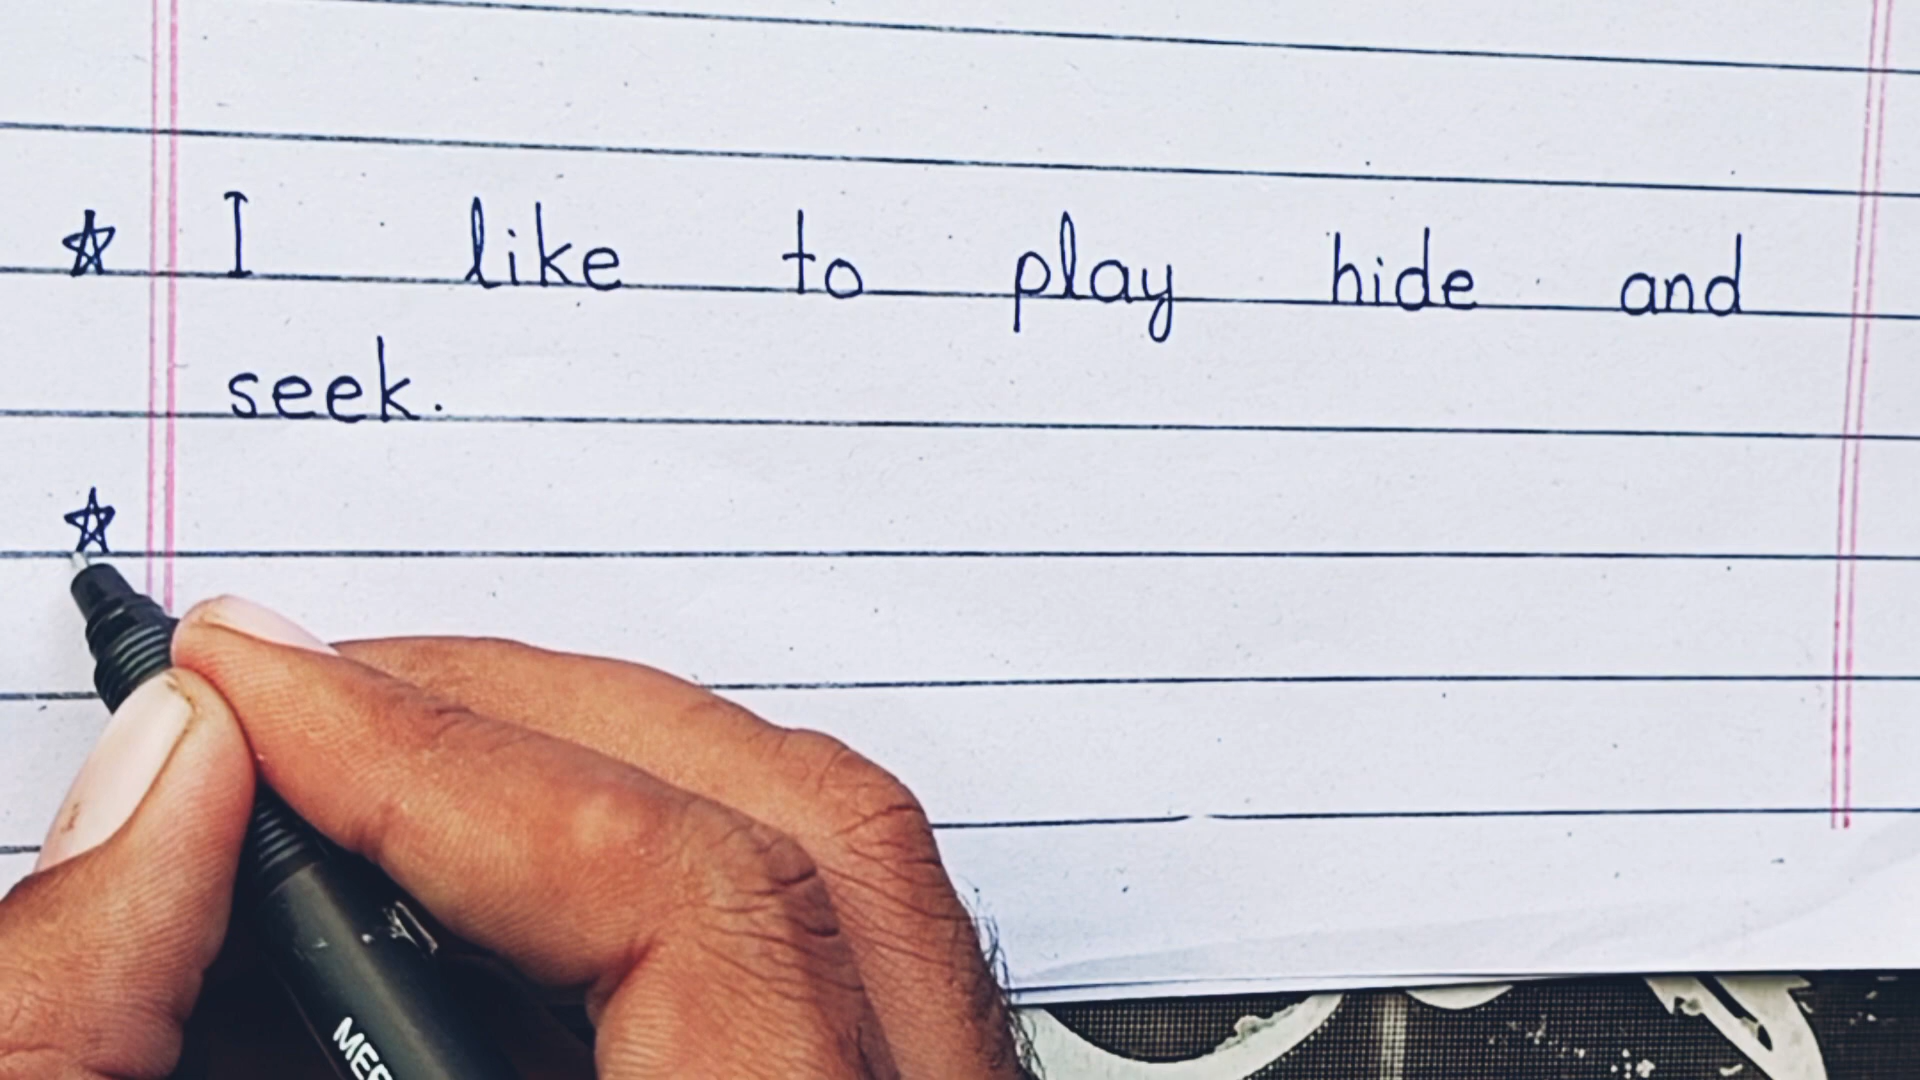 ☆ I like to play hide and
seek.
☆